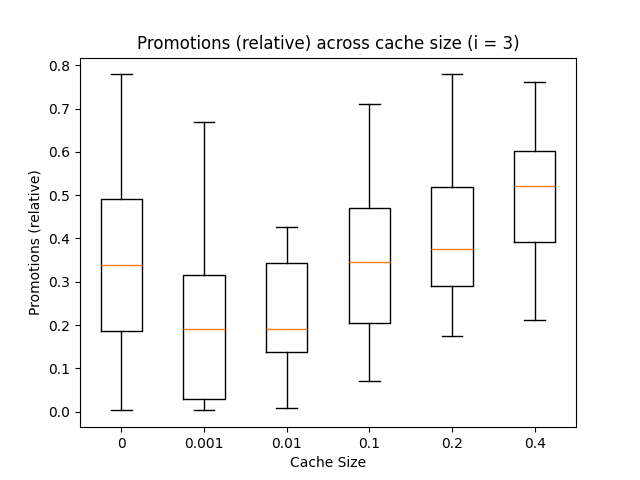 Promotions (relative) across cache size (i = 3)
Promotions (relative)
0.8
0.7
0.6
0.5
0.4
0.3
0.2
0.1
0.0
0 0.001 0.01 0.1 0.2 0.4
Cache Size